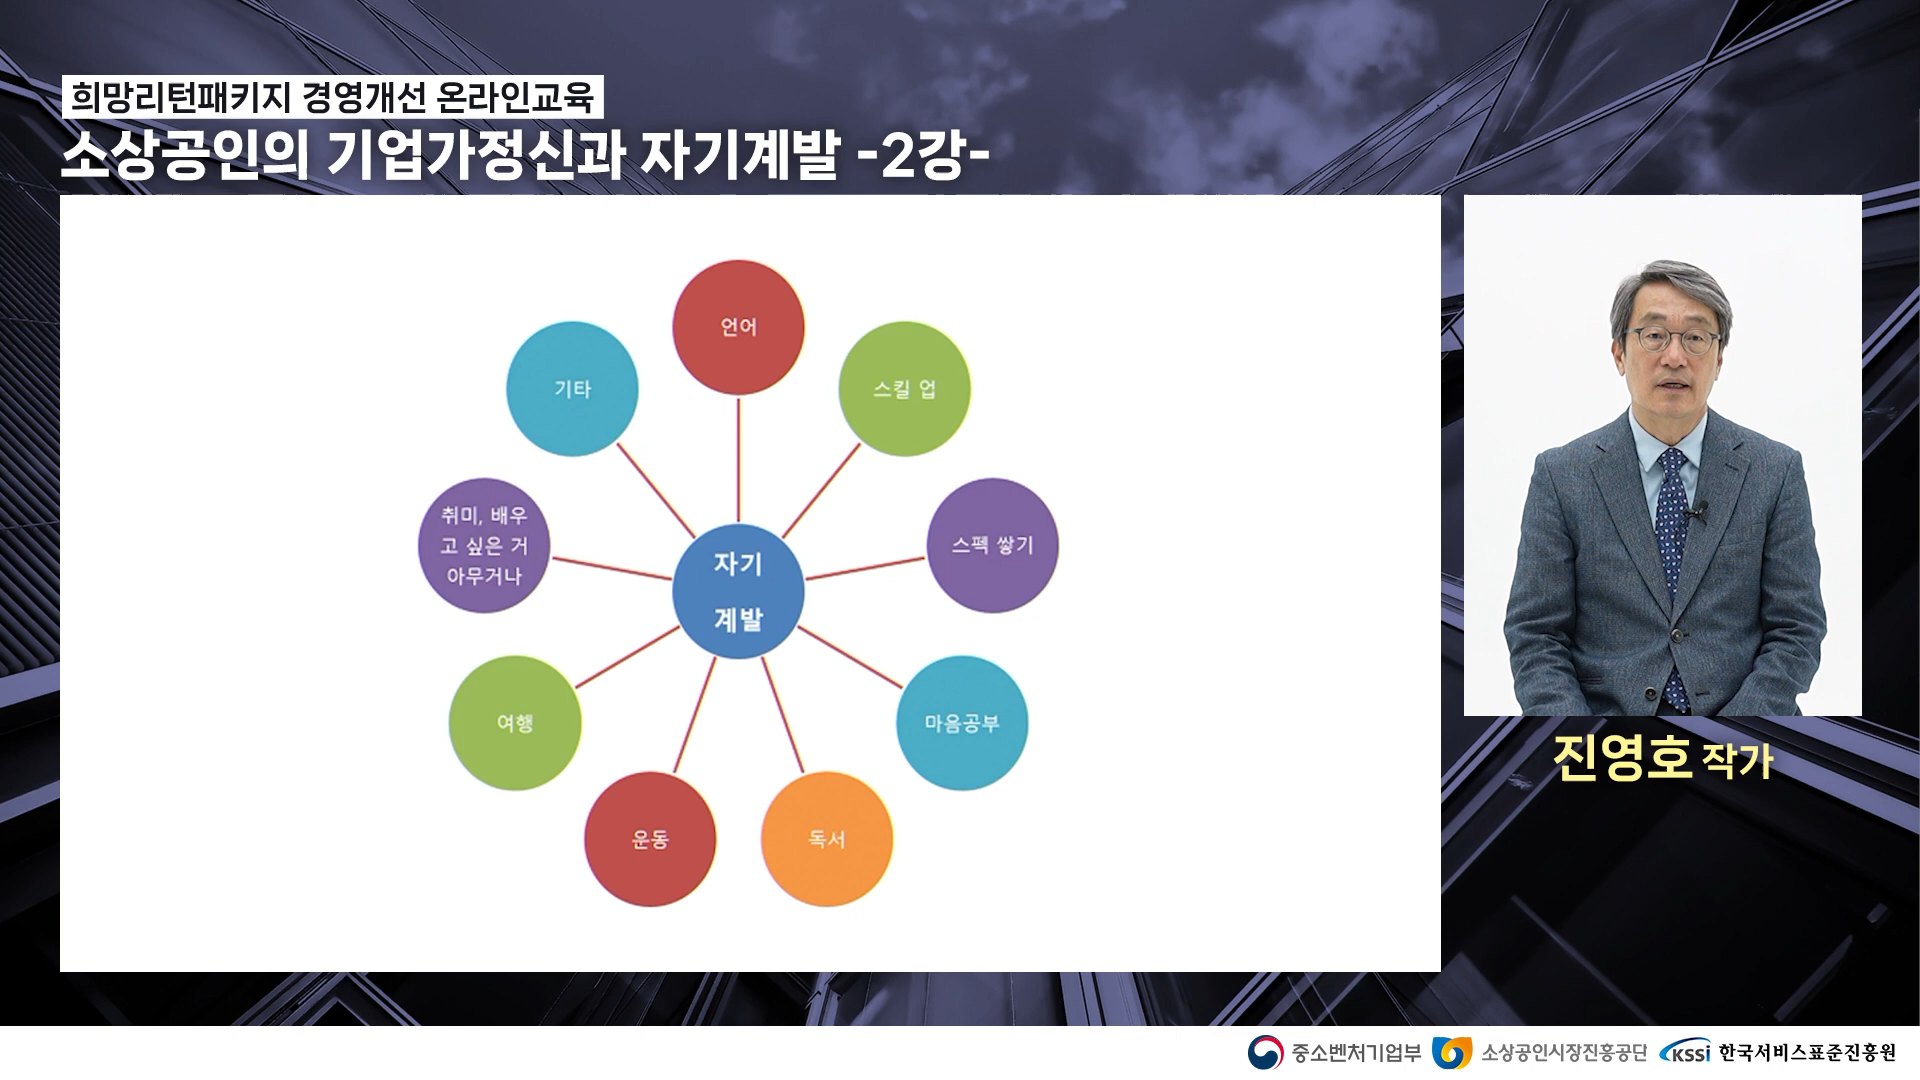 희망리턴패키지 경영개선 온라인교육
소상공인의 기업가정신과 자기계발 -2강-
언어
기타
스킬 업
취미, 배우
고 싶은 거
아무거나
스펙 쌓기
자기
계발
여행
마음공부
운동
독서
진영호 작가
중소벤처기업부
소상공인시장진흥공단
KSSi 한국서비스표준진흥원